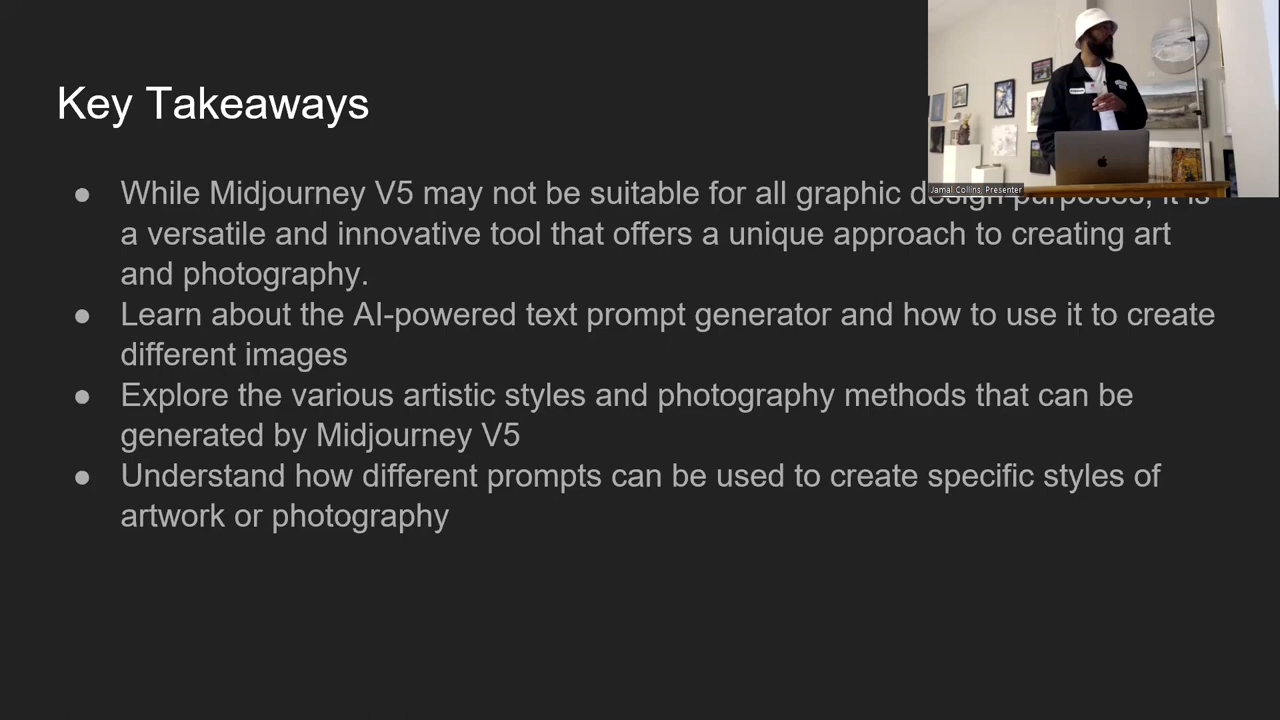 Key Takeaways
Jamal Collins, Presenter
● While Midjourney V5 may not be suitable for all graphic design purposes, it is
a versatile and innovative tool that offers a unique approach to creating art
and photography.
● Learn about the AI-powered text prompt generator and how to use it to create
different images
● Explore the various artistic styles and photography methods that can be
generated by Midjourney V5
● Understand how different prompts can be used to create specific styles of
artwork or photography